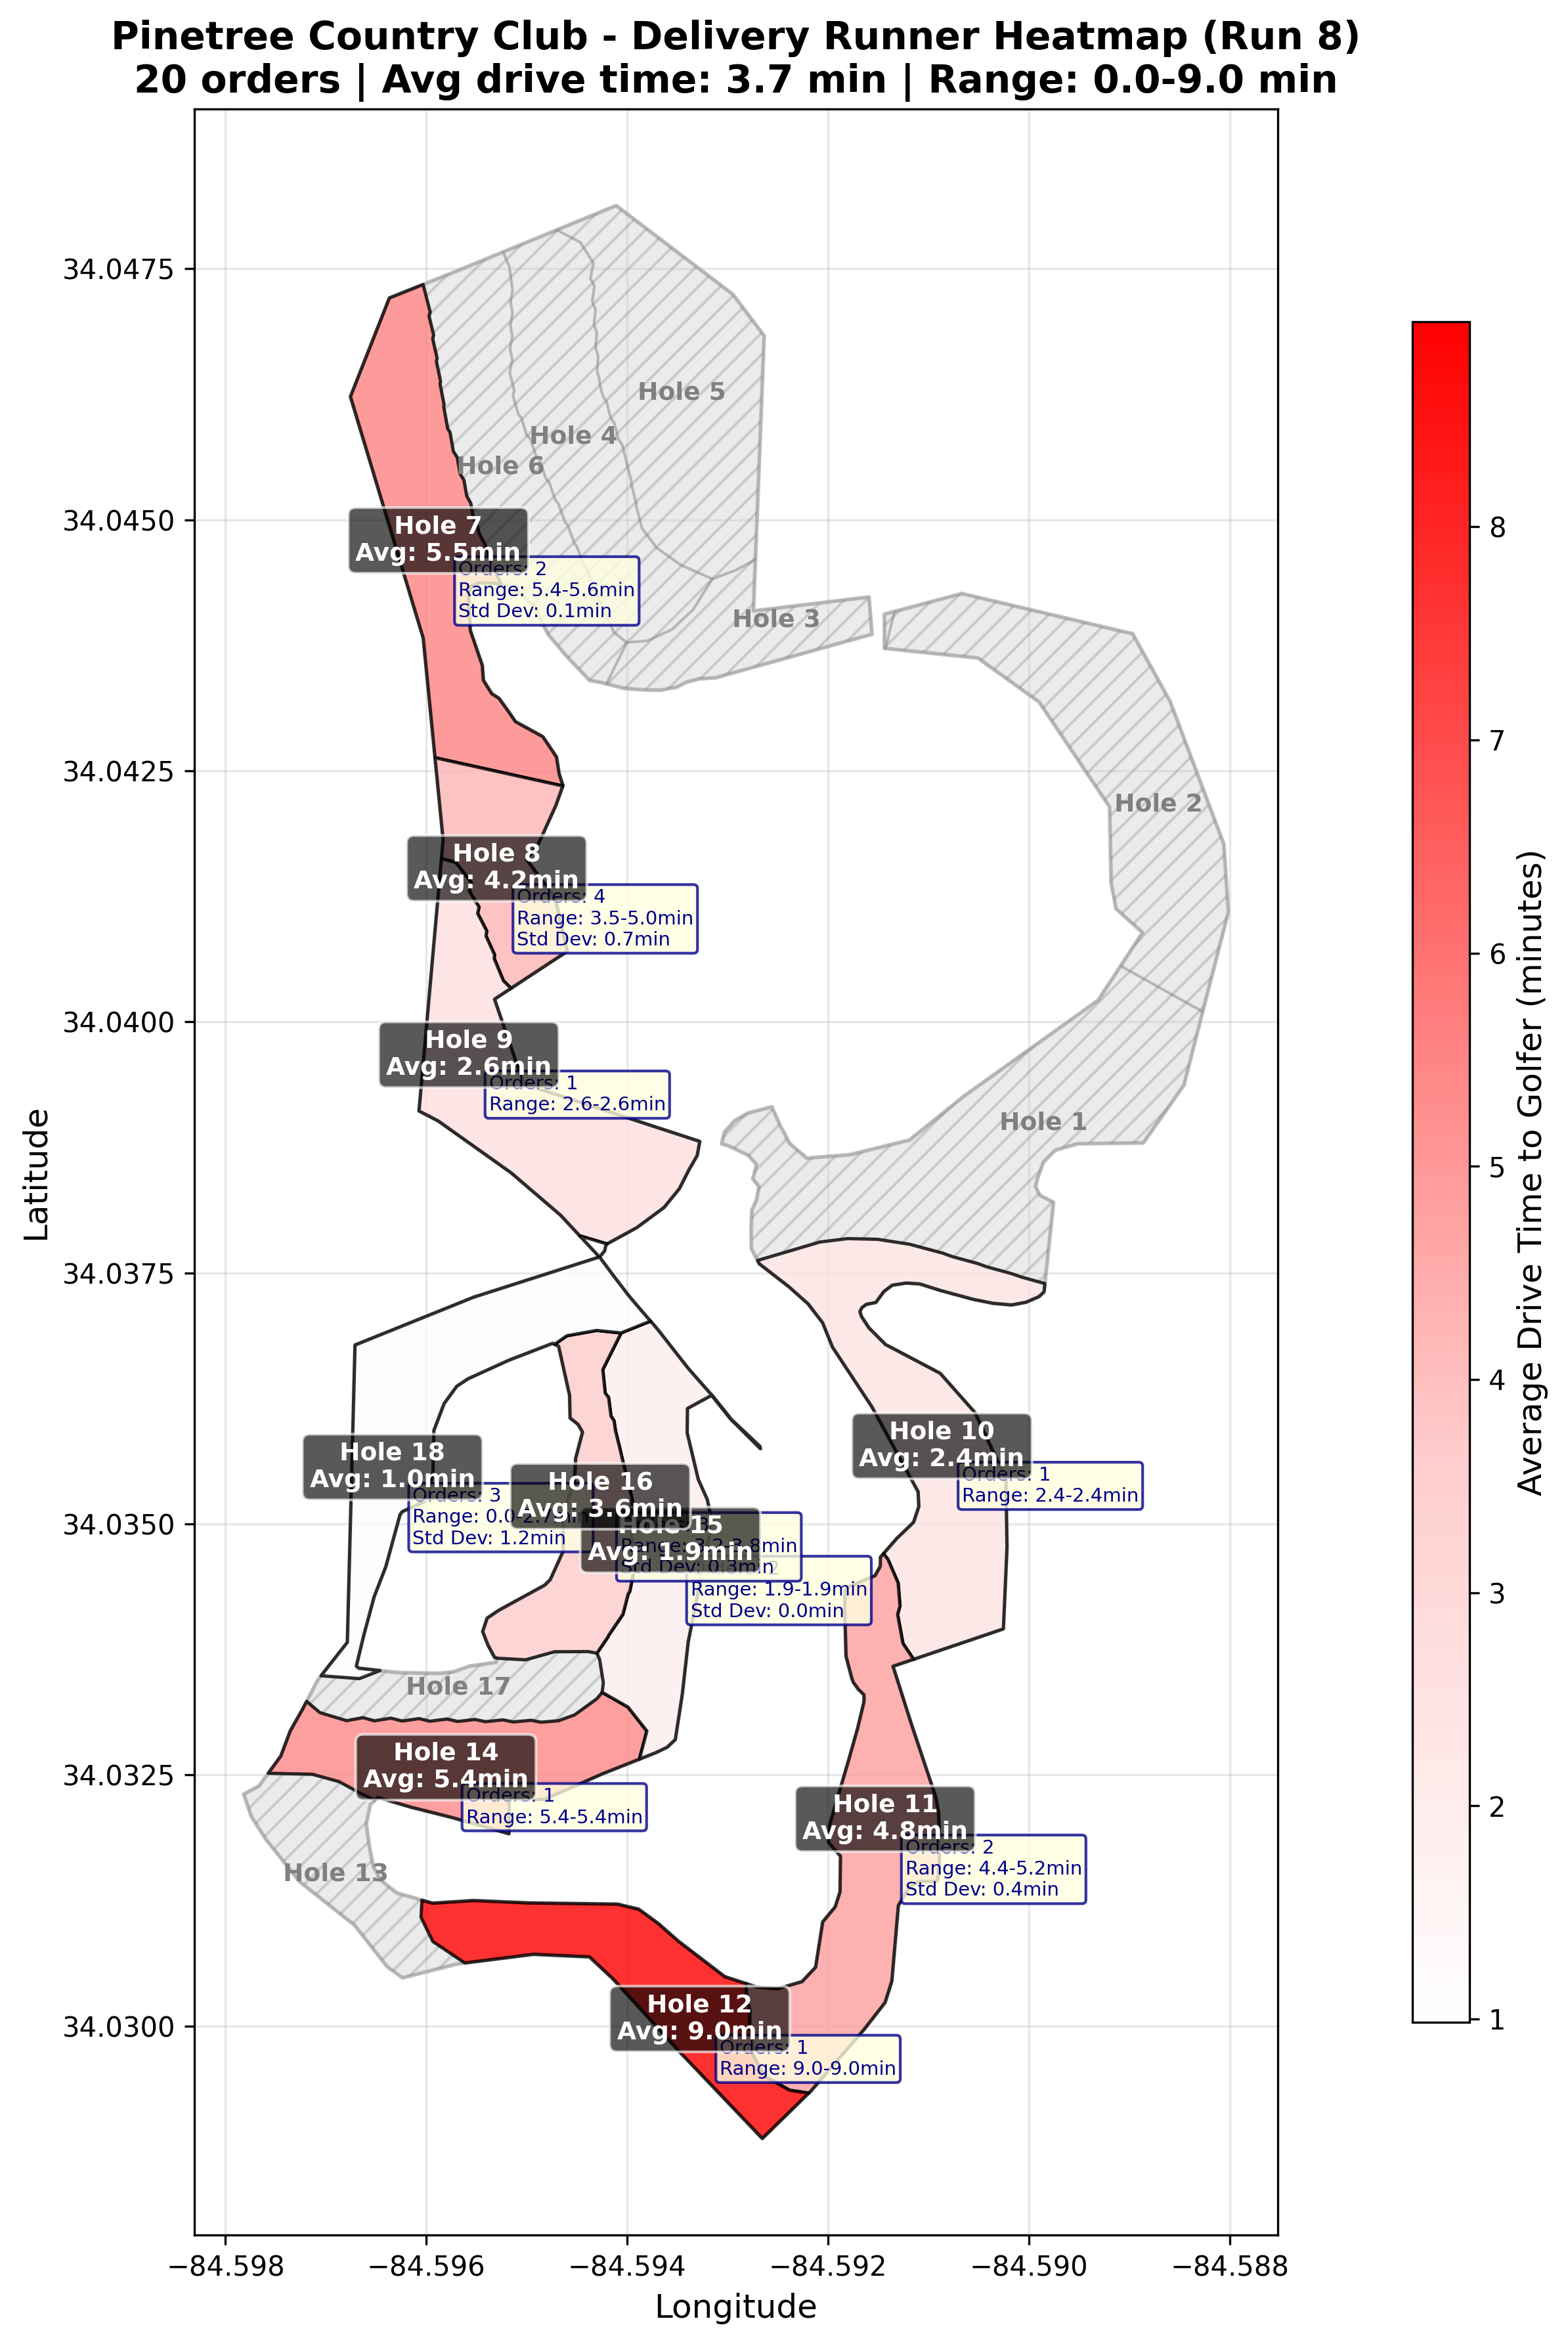 Pinetree Country Club - Delivery Runner Heatmap (Run 8)
20 orders | Avg drive time: 3.7 min | Range: 0.0-9.0 min
34.0475
34.0450
34.0425
34.0400
34.0375
34.0350
34.0325
34.0300
Latitude
Hole 5
Hole 4
Hole 6
Hole 7
Avg: 5.5min
Orders: 2
Range: 5.4-5.6min
Std Dev: 0.1min
Hole 3
Hole 2
Hole 8
Avg: 4.2min
Orders: 4
Range: 3.5-5.0min
Std Dev: 0.7min
Hole 9
Avg: 2.6min
Orders: 1
Range: 2.6-2.6min
Hole 1
Hole 10
Avg: 2.4min
Orders: 1
Range: 2.4-2.4min
Hole 18
Avg: 1.0min
Orders: 3
Range: 0.0-2.
Std Dev: 1.2min
Hole 16
Avg: 3.6min
Hole 15
Avg: 1.9min
Std Dev: 0.3min
Range: 1.9-1.9min
Std Dev: 0.0min
Hole 17
Hole 14
Avg: 5.4min
Orders: 1
Range: 5.4-5.4min
Hole 11
Avg: 4.8min
Orders: 2
Range: 4.4-5.2min
Std Dev: 0.4min
Hole 13
Hole 12
Avg: 9.0min
Orders: 1
Range: 9.0-9.0min
−84.598
−84.596
−84.594
−84.592
−84.590
−84.588
Longitude
8
7
6
5
4
3
2
1
Average Drive Time to Golfer (minutes)